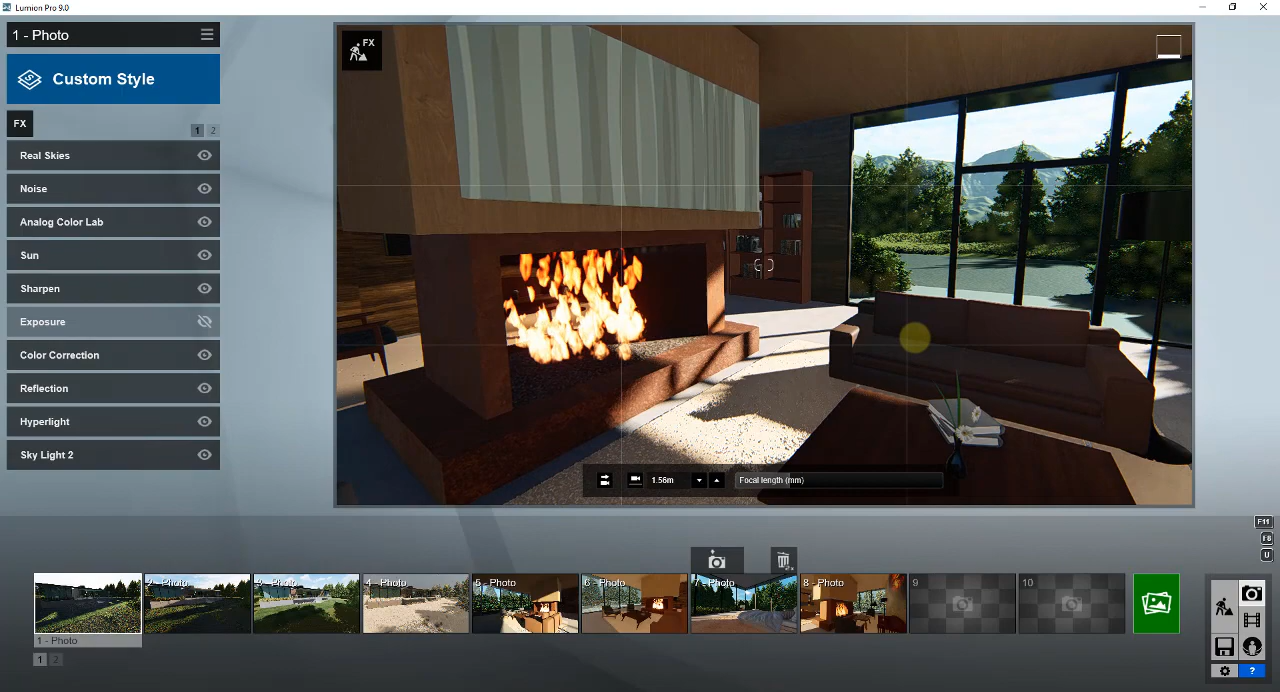 Lumion Pro 9.0
1 - Photo
Custom Style
FX
1 2
Real Skies
Noise
Analog Color Lab
Sun
Sharpen
Exposure
Color Correction
Reflection
Hyperlight
Sky Light 2
FX
1.56m
Focal length (mm)
F11
F8
U
2 - Photo
3 - Photo
4 - Photo
5 - Photo
6 - Photo
7 - Photo
8 - Photo
9
10
1 - Photo
1 2
?